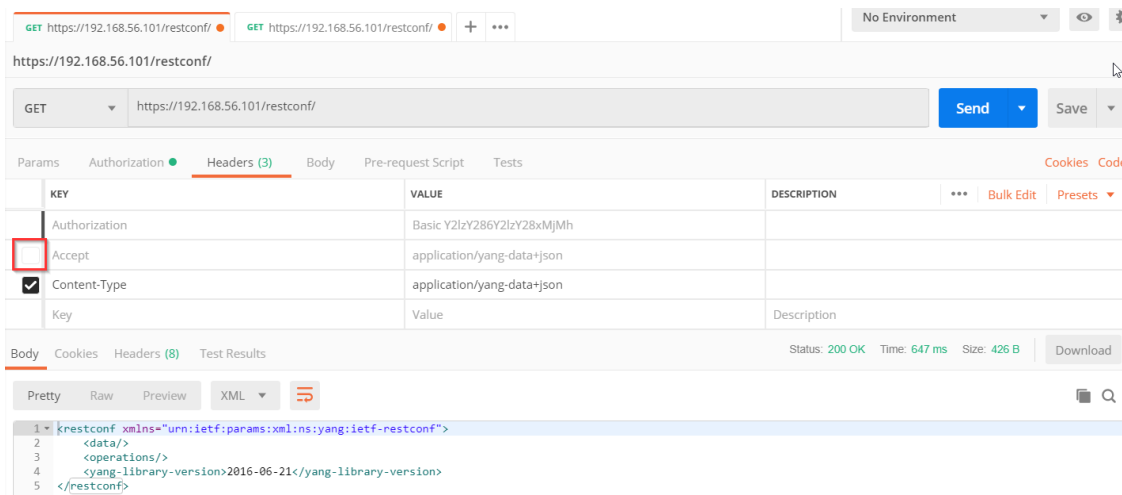 GET https://192.168.56.101/restconf/ GET https://192.168.56.101/restconf/ + ••• No Environment
https://192.168.56.101/restconf/
GET https://192.168.56.101/restconf/ Send Save
Params Authorization Headers (3) Body Pre-request Script Tests Cookies Code
KEY VALUE DESCRIPTION ••• Bulk Edit Presets
Authorization Basic Y2lzY286Y2lzY28xMjMh
Accept application/yang-data+json
Content-Type application/yang-data+json
Key Value Description
Body Cookies Headers (8) Test Results Status: 200 OK Time: 647 ms Size: 426 B Download
Pretty Raw Preview XML
1 <restconf xmlns="urn:ietf:params:xml:ns:yang:ietf-restconf">
2 <data/>
3 <operations/>
4 <yang-library-version>2016-06-21</yang-library-version>
5 </restconf>